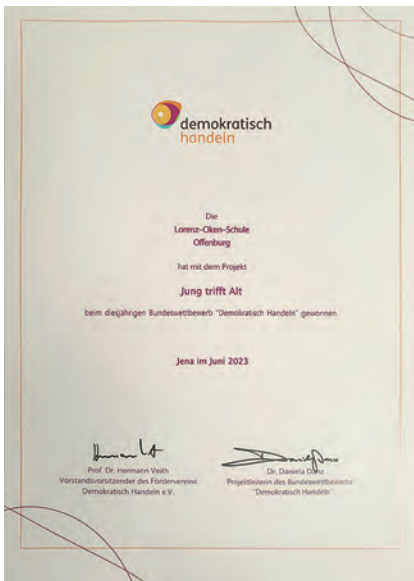 demokratisch
handeln
Die
Lorenz-Oken-Schule
Offenburg
hat mit dem Projekt
Jung trifft Alt
beim diesjährigen Bundeswettbewerb "Demokratisch Handeln" gewonnen.
Jena im Juni 2023
Prof. Dr. Hermann Veith
Vorstandsvorsitzender des Fördervereins
Demokratisch Handeln e.V.
Dr. Daniela Danz
Projektleiterin des Bundeswettbewerbs
"Demokratisch Handeln"